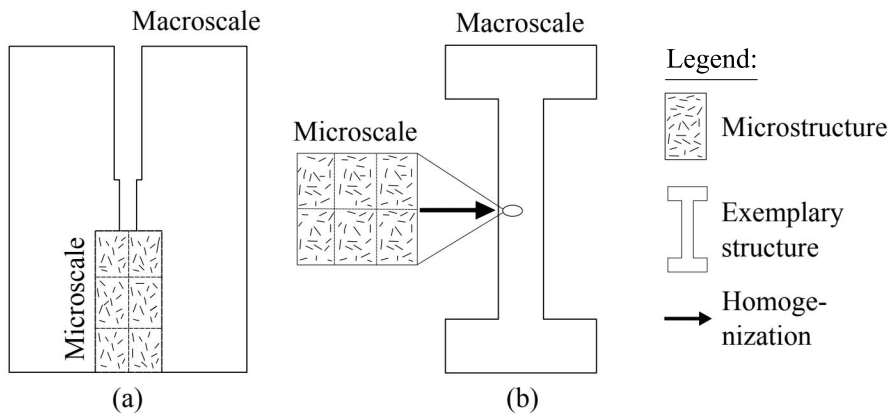 Macroscale
Microscale
(a)
Macroscale
Microscale
(b)
Legend:
Microstructure
Exemplary
structure
Homoge-
nization